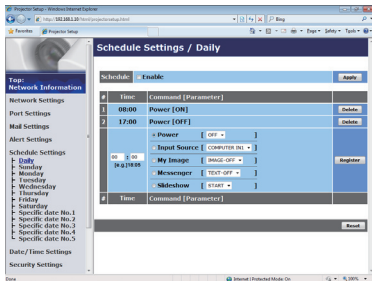 Projector Setup - Windows Internet Explorer
http://192.168.1.10/html/projectorsetup.html
Bing
Favorites
Projector Setup
Page
Safety
Tools
Schedule Settings / Daily
Top:
Network Information
Network Settings
Port Settings
Mail Settings
Alert Settings
Schedule Settings
Daily
Sunday
Monday
Tuesday
Wednesday
Thursday
Friday
Saturday
Specific date No.1
Specific date No.2
Specific date No.3
Specific date No.4
Specific date No.5
Date/Time Settings
Security Settings
Schedule Enable Apply
# Time Command [Parameter]
1 08:00 Power [ON] Delete
2 17:00 Power [OFF] Delete
Power [ OFF ]
Input Source [ COMPUTER IN1 ]
00 : 00 My Image [ IMAGE-OFF ] Register
[e.g.]18:05
Messenger [ TEXT-OFF ]
Slideshow [ START ]
# Time Command [Parameter]
Reset
Done
Internet | Protected Mode: On
100%